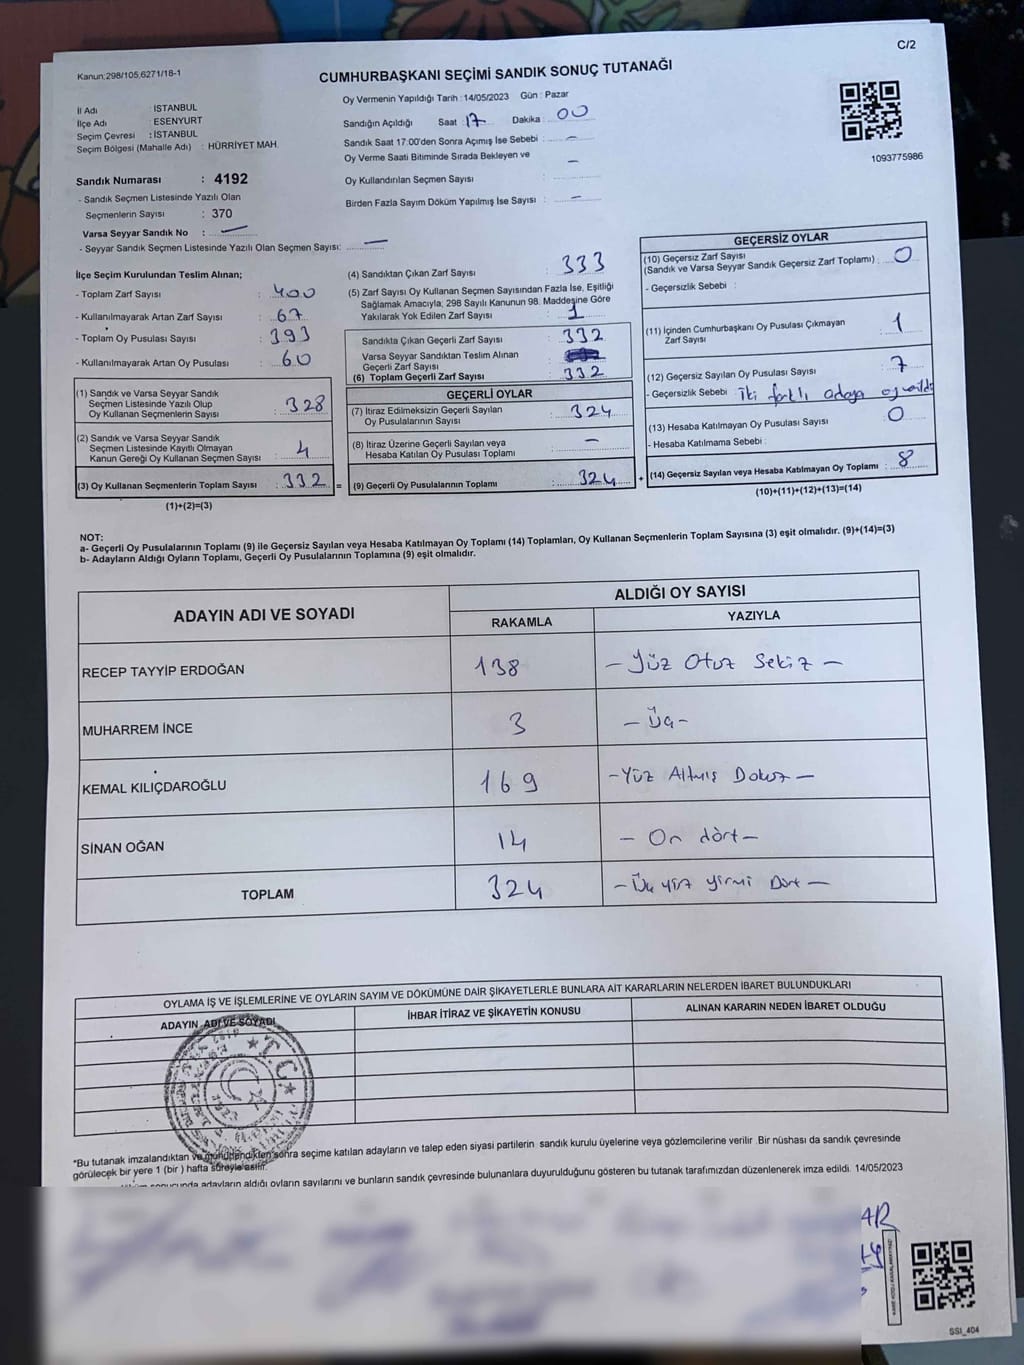 C/2
Kanun:298/105,6271/18-1
CUMHURBAŞKANI SEÇİMİ SANDIK SONUÇ TUTANAĞI
İl Adı : İSTANBUL
İlçe Adı : ESENYURT
Seçim Çevresi : İSTANBUL
Seçim Bölgesi (Mahalle Adı) : HÜRRİYET MAH.
Sandık Numarası : 4192
- Sandık Seçmen Listesinde Yazılı Olan
Seçmenlerin Sayısı : 370
Varsa Seyyar Sandık No : —
- Seyyar Sandık Seçmen Listesinde Yazılı Olan Seçmen Sayısı: —
Oy Vermenin Yapıldığı Tarih : 14/05/2023 Gün : Pazar
Sandığın Açıldığı Saat 17 Dakika : 00
Sandık Saat 17:00'den Sonra Açımış İse Sebebi : —
Oy Verme Saati Bitiminde Sırada Bekleyen ve
Oy Kullandırılan Seçmen Sayısı : —
Birden Fazla Sayım Döküm Yapılmış İse Sayısı : —
1093775986
İlçe Seçim Kurulundan Teslim Alınan;
- Toplam Zarf Sayısı : 400
- Kullanılmayarak Artan Zarf Sayısı : 67
- Toplam Oy Pusulası Sayısı : 393
- Kullanılmayarak Artan Oy Pusulası : 60
(1) Sandık ve Varsa Seyyar Sandık
Seçmen Listesinde Yazılı Olup
Oy Kullanan Seçmenlerin Sayısı : 328
(2) Sandık ve Varsa Seyyar Sandık
Seçmen Listesinde Kayıtlı Olmayan
Kanun Gereği Oy Kullanan Seçmen Sayısı : 4
(3) Oy Kullanan Seçmenlerin Toplam Sayısı : 332 =
(1)+(2)=(3)
(4) Sandıktan Çıkan Zarf Sayısı : 333
(5) Zarf Sayısı Oy Kullanan Seçmen Sayısından Fazla İse, Eşitliği
Sağlamak Amacıyla; 298 Sayılı Kanunun 98. Maddesine Göre
Yakılarak Yok Edilen Zarf Sayısı : 1
Sandıkta Çıkan Geçerli Zarf Sayısı : 332
Varsa Seyyar Sandıktan Teslim Alınan
Geçerli Zarf Sayısı :
(6) Toplam Geçerli Zarf Sayısı : 332
GEÇERLİ OYLAR
(7) İtiraz Edilmeksizin Geçerli Sayılan
Oy Pusulalarının Sayısı : 324
(8) İtiraz Üzerine Geçerli Sayılan veya
Hesaba Katılan Oy Pusulası Toplamı : —
(9) Geçerli Oy Pusulalarının Toplamı : 324 +
GEÇERSİZ OYLAR
(10) Geçersiz Zarf Sayısı
(Sandık ve Varsa Seyyar Sandık Geçersiz Zarf Toplamı) : 0
- Geçersizlik Sebebi :
(11) İçinden Cumhurbaşkanı Oy Pusulası Çıkmayan
Zarf Sayısı : 1
(12) Geçersiz Sayılan Oy Pusulası Sayısı : 7
- Geçersizlik Sebebi : İki farklı adaya oy verildi
(13) Hesaba Katılmayan Oy Pusulası Sayısı : 0
- Hesaba Katılmama Sebebi :
(14) Geçersiz Sayılan veya Hesaba Katılmayan Oy Toplamı : 8
(10)+(11)+(12)+(13)=(14)
NOT:
a- Geçerli Oy Pusulalarının Toplamı (9) ile Geçersiz Sayılan veya Hesaba Katılmayan Oy Toplamı (14) Toplamları, Oy Kullanan Seçmenlerin Toplam Sayısına (3) eşit olmalıdır. (9)+(14)=(3)
b- Adayların Aldığı Oyların Toplamı, Geçerli Oy Pusulalarının Toplamına (9) eşit olmalıdır.
ADAYIN ADI VE SOYADI
ALDIĞI OY SAYISI
RAKAMLA YAZIYLA
RECEP TAYYİP ERDOĞAN 138 – Yüz Otuz Sekiz –
MUHARREM İNCE 3 – Üç –
KEMAL KILIÇDAROĞLU 169 – Yüz Altmış Dokuz –
SİNAN OĞAN 14 – On dört –
TOPLAM 324 – Üç yüz yirmi Dört –
OYLAMA İŞ VE İŞLEMLERİNE VE OYLARIN SAYIM VE DÖKÜMÜNE DAİR ŞİKAYETLERLE BUNLARA AİT KARARLARIN NELERDEN İBARET BULUNDUKLARI
ADAYIN ADI VE SOYADI İHBAR İTİRAZ VE ŞİKAYETİN KONUSU ALINAN KARARIN NEDEN İBARET OLDUĞU
T.C.
*Bu tutanak imzalandıktan ve mühürlendikten sonra seçime katılan adayların ve talep eden siyasi partilerin sandık kurulu üyelerine veya gözlemcilerine verilir .Bir nüshası da sandık çevresinde
görülecek bir yere 1 (bir ) hafta süreyle asılır.
sonucunda adayların aldığı oyların sayılarını ve bunların sandık çevresinde bulunanlara duyurulduğunu gösteren bu tutanak tarafımızdan düzenlenerek imza edildi. 14/05/2023
AR
SSI_404